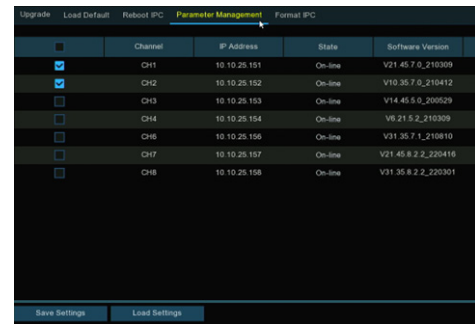 Upgrade Load Default Reboot IPC Parameter Management Format IPC
Channel IP Address State Software Version
CH1 10.10.25.151 On-line V21.45.7.0_210309
CH2 10.10.25.152 On-line V10.35.7.0_210412
CH3 10.10.25.153 On-line V14.45.5.0_200529
CH4 10.10.25.154 On-line V6.21.5.2_210309
CH6 10.10.25.156 On-line V31.35.7.1_210810
CH7 10.10.25.157 On-line V21.45.8.2.2_220416
CH8 10.10.25.158 On-line V31.35.8.2.2_220301
Save Settings Load Settings